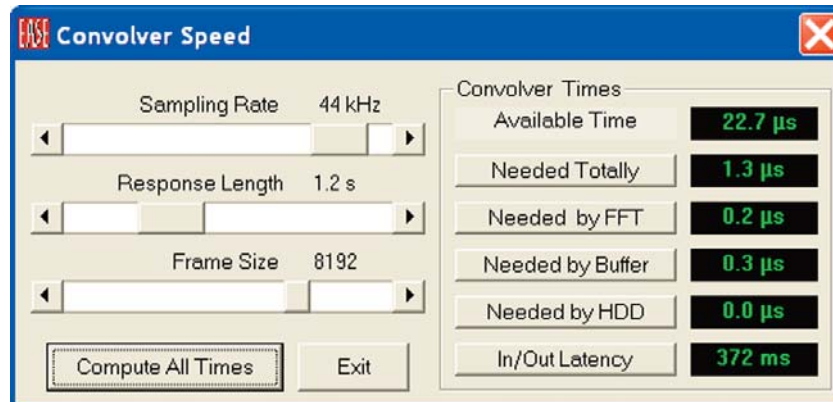 EASE Convolver Speed
Sampling Rate 44 kHz
Response Length 1.2 s
Frame Size 8192
Compute All Times Exit
Convolver Times
Available Time 22.7 µs
Needed Totally 1.3 µs
Needed by FFT 0.2 µs
Needed by Buffer 0.3 µs
Needed by HDD 0.0 µs
In/Out Latency 372 ms